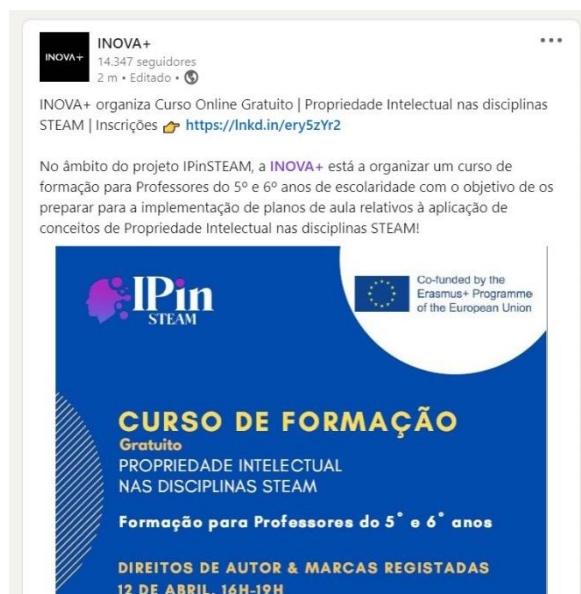 INOVA+
INOVA+
14.347 seguidores
2 m • Editado •
INOVA+ organiza Curso Online Gratuito | Propriedade Intelectual nas disciplinas
STEAM | Inscrições 👉 https://lnkd.in/ery5zYr2
No âmbito do projeto IPinSTEAM, a INOVA+ está a organizar um curso de
formação para Professores do 5º e 6º anos de escolaridade com o objetivo de os
preparar para a implementação de planos de aula relativos à aplicação de
conceitos de Propriedade Intelectual nas disciplinas STEAM!
IPin
STEAM
Co-funded by the
Erasmus+ Programme
of the European Union
CURSO DE FORMAÇÃO
Gratuito
PROPRIEDADE INTELECTUAL
NAS DISCIPLINAS STEAM
Formação para Professores do 5° e 6° anos
DIREITOS DE AUTOR & MARCAS REGISTADAS
12 DE ABRIL, 16H-19H